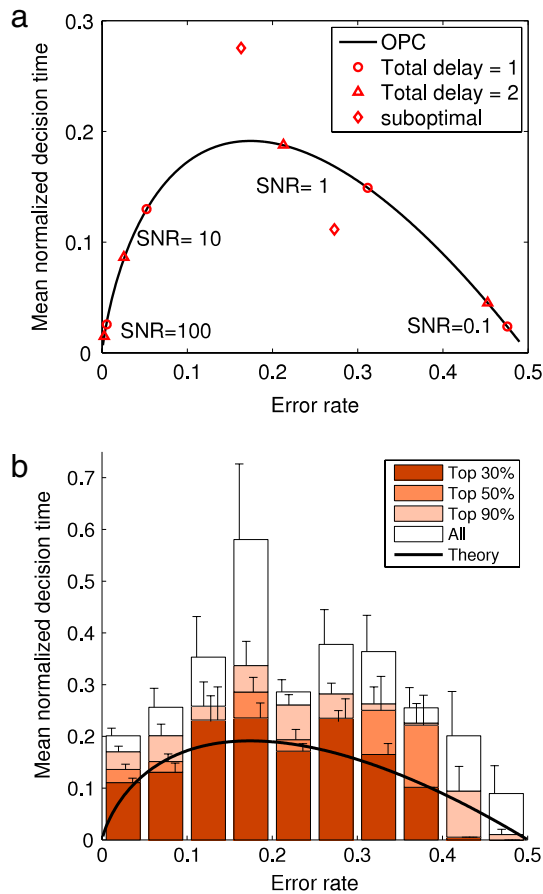 a
0.3
0.2
0.1
0
Mean normalized decision time
OPC
Total delay = 1
Total delay = 2
suboptimal
SNR= 1
SNR= 10
SNR=100
SNR=0.1
0 0.1 0.2 0.3 0.4 0.5
Error rate
b
0.7
0.6
0.5
0.4
0.3
0.2
0.1
0
Mean normalized decision time
Top 30%
Top 50%
Top 90%
All
Theory
0 0.1 0.2 0.3 0.4 0.5
Error rate